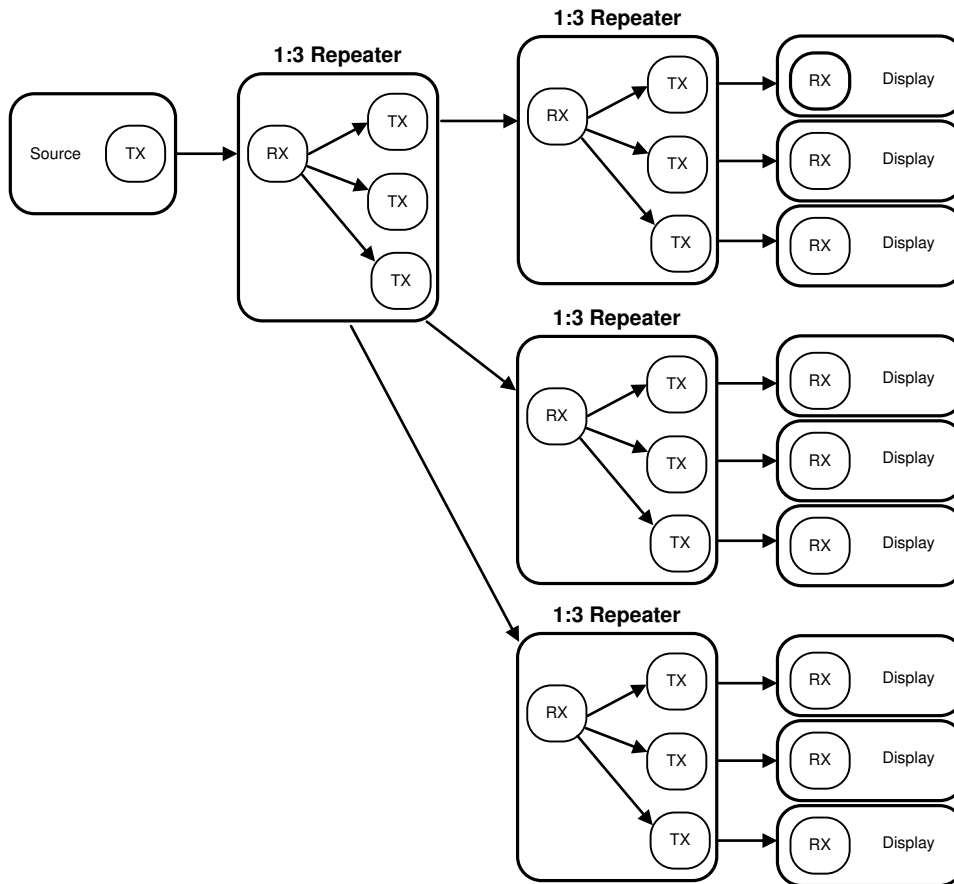 1:3 Repeater
1:3 Repeater
Source
TX
RX
TX
TX
TX
RX
TX
TX
TX
RX
Display
RX
Display
RX
Display
1:3 Repeater
RX
TX
TX
TX
RX
Display
RX
Display
RX
Display
1:3 Repeater
RX
TX
TX
TX
RX
Display
RX
Display
RX
Display